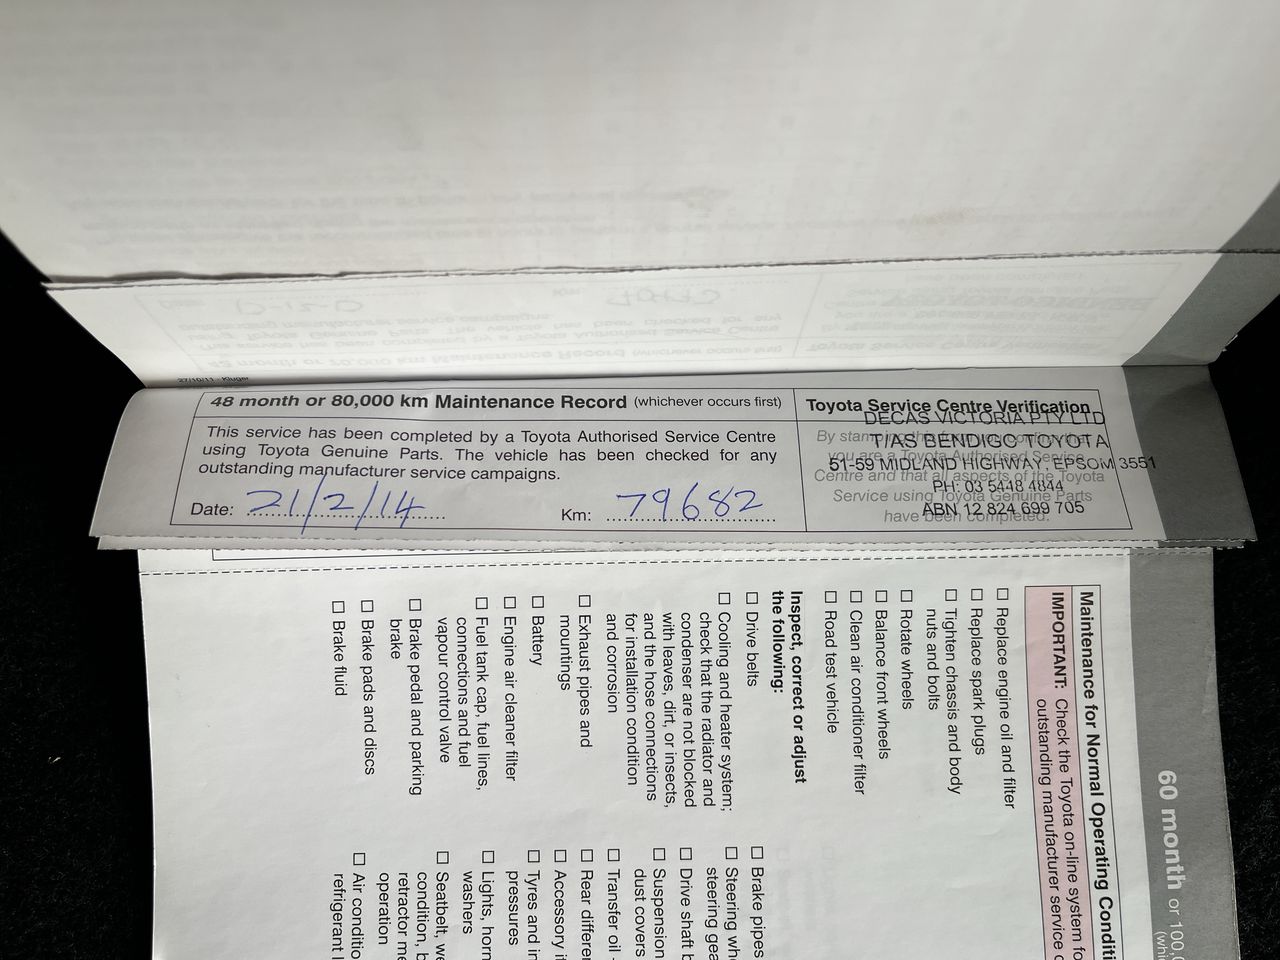 27/10/11 - Kluger
48 month or 80,000 km Maintenance Record (whichever occurs first)
This service has been completed by a Toyota Authorised Service Centre
using Toyota Genuine Parts. The vehicle has been checked for any
outstanding manufacturer service campaigns.
Date: 21/2/14
Km: 79682
Toyota Service Centre Verification
DECAS VICTORIA PTY LTD
T/AS BENDIGO TOYOTA
51-59 MIDLAND HIGHWAY, EPSOM 3551
PH: 03 5448 4844
ABN 12 824 699 705
By
you are a Toyota Authorised Service
Centre and that all aspects of the Toyota
Service using Toyota Genuine Parts
have been completed.
60 month or 100,
Maintenance for Normal Operating Conditi
IMPORTANT: Check the Toyota on-line system fo
outstanding manufacturer service c
☐ Replace engine oil and filter
☐ Replace spark plugs
☐ Tighten chassis and body
nuts and bolts
☐ Rotate wheels
☐ Balance front wheels
☐ Clean air conditioner filter
☐ Road test vehicle
Inspect, correct or adjust
the following:
☐ Drive belts
☐ Cooling and heater system;
check that the radiator and
condenser are not blocked
with leaves, dirt, or insects,
and the hose connections
for installation condition
and corrosion
☐ Exhaust pipes and
mountings
☐ Battery
☐ Engine air cleaner filter
☐ Fuel tank cap, fuel lines,
connections and fuel
vapour control valve
☐ Brake pedal and parking
brake
☐ Brake pads and discs
☐ Brake fluid
☐ Brake pipes
☐ Steering wh
steering gea
☐ Drive shaft b
☐ Suspension
dust covers
☐ Transfer oil -
☐ Rear differen
☐ Accessory it
☐ Tyres and in
pressures
☐ Lights, horn
washers
☐ Seatbelt, we
condition, b
retractor me
operation
☐ Air conditio
refrigerant l